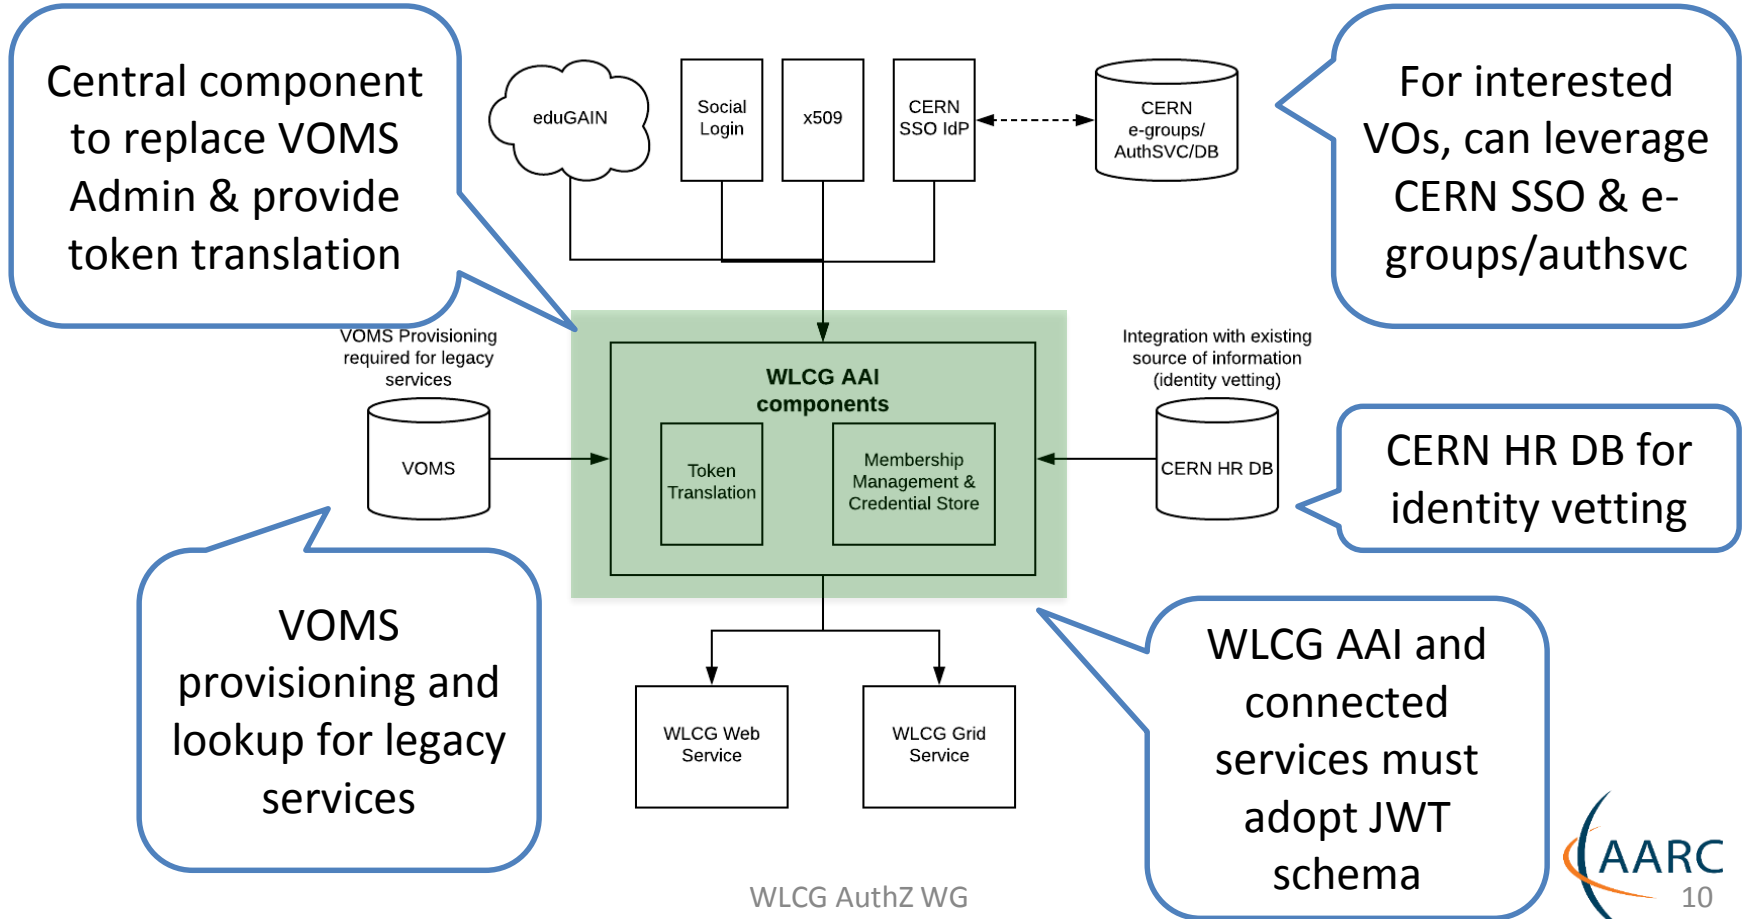 Central component
to replace VOMS
Admin & provide
token translation
eduGAIN
Social
Login
x509
CERN
SSO IdP
CERN
e-groups/
AuthSVC/DB
For interested
VOs, can leverage
CERN SSO & e-
groups/authsvc
VOMS Provisioning
required for legacy
services
VOMS
WLCG AAI
components
Token
Translation
Membership
Management &
Credential Store
Integration with existing
source of information
(identity vetting)
CERN HR DB
CERN HR DB for
identity vetting
VOMS
provisioning and
lookup for legacy
services
WLCG Web
Service
WLCG Grid
Service
WLCG AAI and
connected
services must
adopt JWT
schema
WLCG AuthZ WG
AARC
10